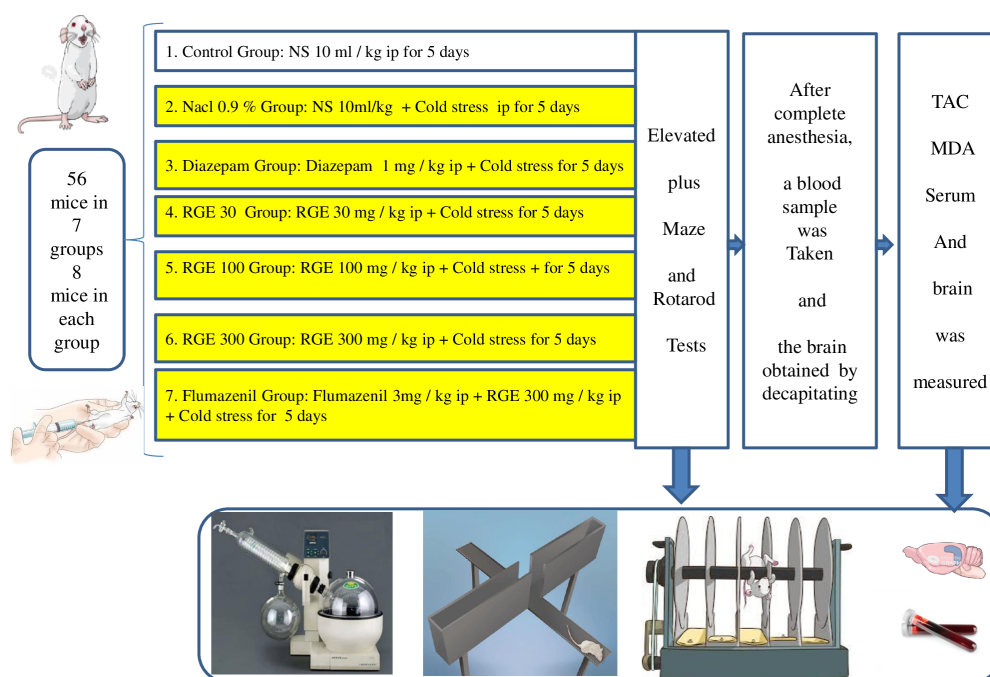 56
mice in
7
groups
8
mice in
each
group
1. Control Group: NS 10 ml / kg ip for 5 days
2. Nacl 0.9 % Group: NS 10ml/kg + Cold stress ip for 5 days
3. Diazepam Group: Diazepam 1 mg / kg ip + Cold stress for 5 days
4. RGE 30 Group: RGE 30 mg / kg ip + Cold stress for 5 days
5. RGE 100 Group: RGE 100 mg / kg ip + Cold stress + for 5 days
6. RGE 300 Group: RGE 300 mg / kg ip + Cold stress for 5 days
7. Flumazenil Group: Flumazenil 3mg / kg ip + RGE 300 mg / kg ip
+ Cold stress for 5 days
Elevated
plus
Maze
and
Rotarod
Tests
After
complete
anesthesia,
a blood
sample
was
Taken
and
the brain
obtained by
decapitating
TAC
MDA
Serum
And
brain
was
measured